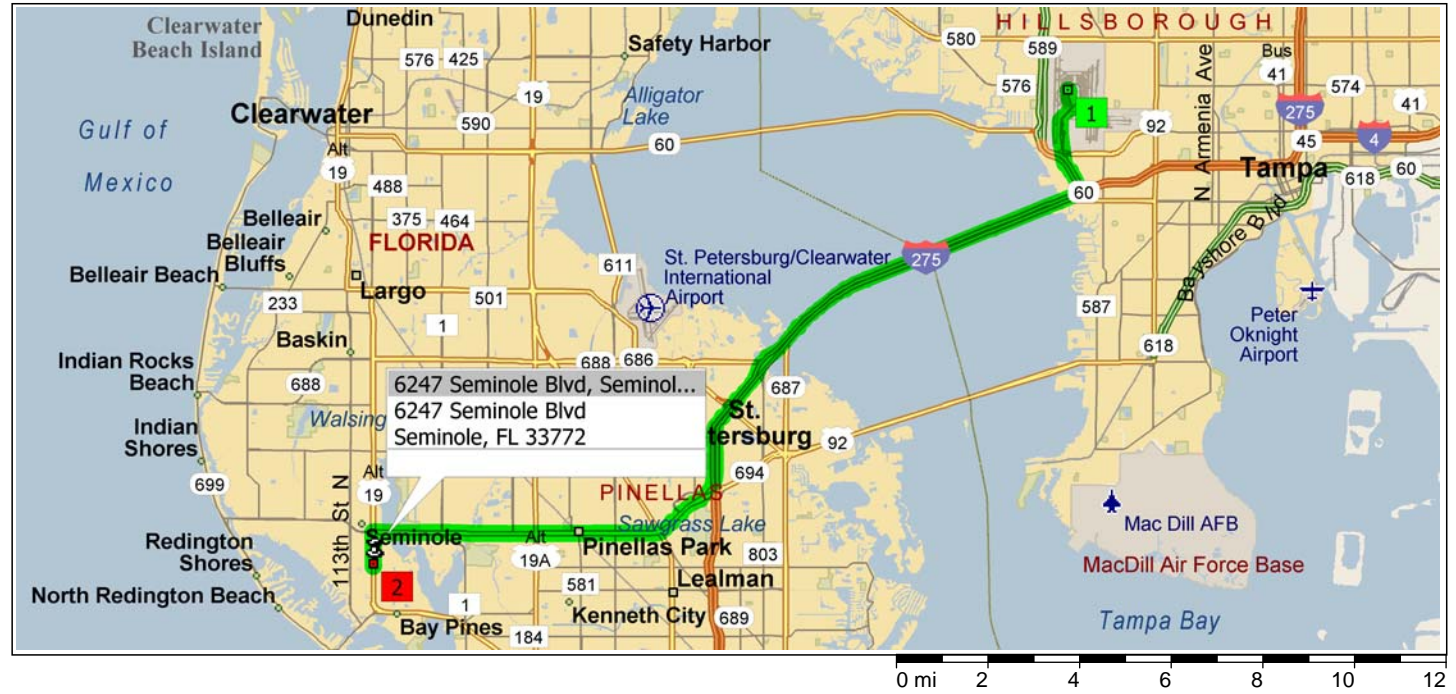 Clearwater
Beach Island
Dunedin
HILLSBOROUGH
580
589
Safety Harbor
576
425
576
N Armenia Ave
Bus
41
574
41
19
Alligator
Lake
1
275
Clearwater
590
92
4
Gulf of
Mexico
60
45
Alt
19
Tampa
618
60
488
60
Belleair
375
464
Belleair
Bluffs
FLORIDA
Bayshore Blvd
St. Petersburg/Clearwater
International
Airport
275
611
Belleair Beach
Largo
501
233
587
Peter
Oknight
Airport
1
Baskin
618
688
686
Indian Rocks
Beach
688
687
6247 Seminole Blvd, Seminol...
6247 Seminole Blvd
Seminole, FL 33772
Walsing
St.
tersburg
92
Indian
Shores
Alt
19
694
699
PINELLAS
113th St N
Sawgrass Lake
Mac Dill AFB
Redington
Shores
Seminole
Alt
19A
Pinellas Park
803
MacDill Air Force Base
2
581
Lealman
North Redington Beach
1
Kenneth City
689
Bay Pines
184
Tampa Bay
0 mi 2 4 6 8 10 12